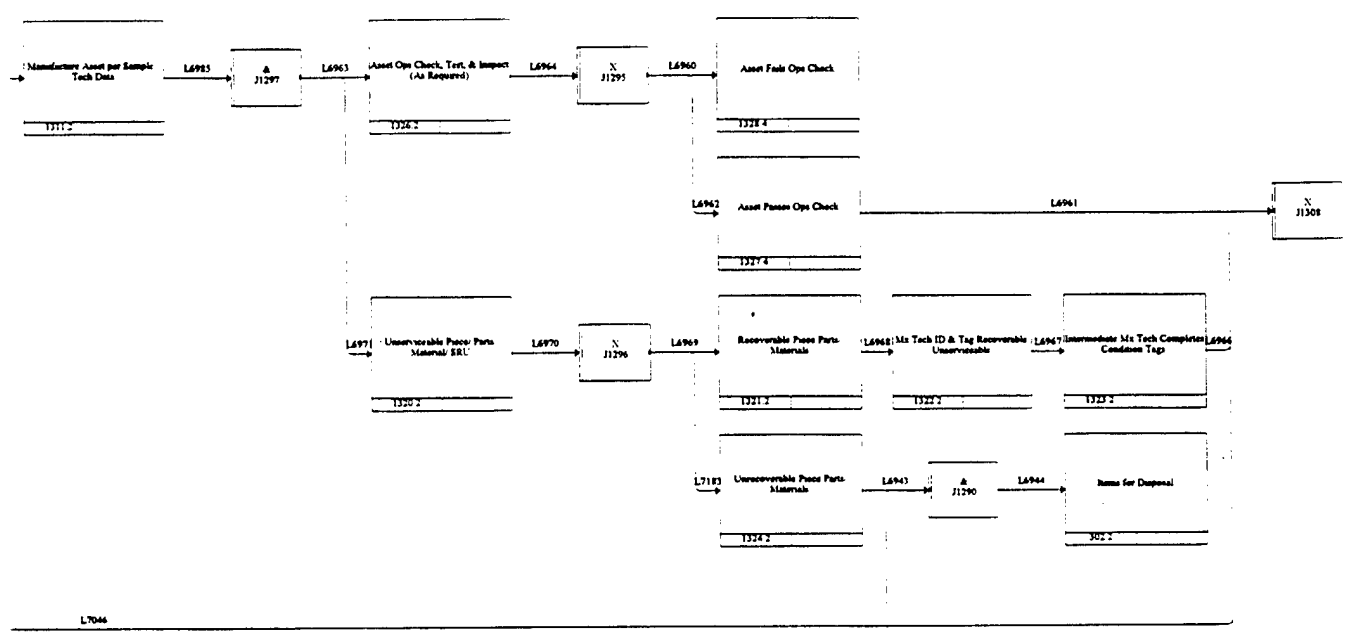 Manufacture Asset per Sample
Tech Data
1311.2
L6985
&
J1297
L6963
Asset Ops Check, Test, & Inspect
(As Required)
1326.2
L6964
X
J1295
L6960
Asset Fails Ops Check
1328.4
L6962
Asset Passes Ops Check
1327.4
L6961
X
J1308
L6971
Unserviceable Piece/ Parts
Material/ SRU
1320.2
L6970
X
J1296
L6969
Recoverable Piece Parts
Materials
1321.2
L6968
Mx Tech ID & Tag Recoverable
Unserviceable
1322.2
L6967
Intermediate Mx Tech Completes
Condition Tags
1323.2
L6966
L7183
Unrecoverable Piece Parts
Materials
1324.2
L6943
&
J1290
L6944
Items for Disposal
302.2
L7046